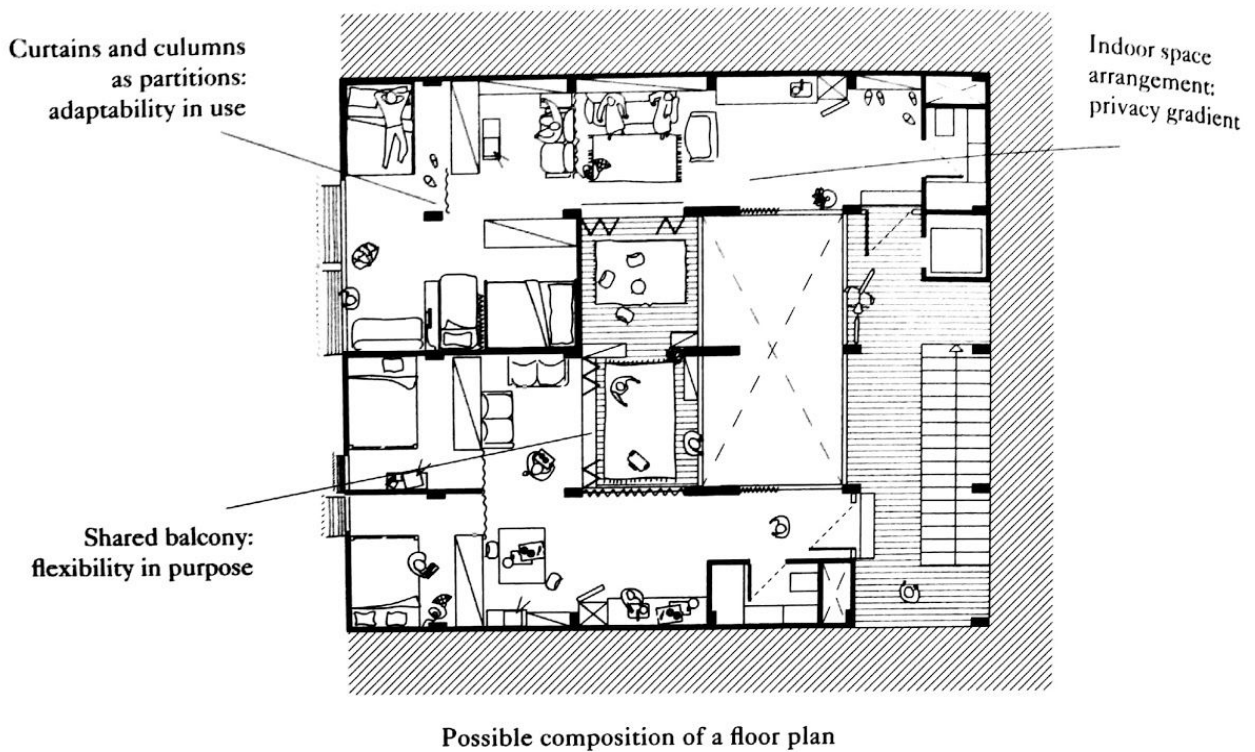 Curtains and culumns
as partitions:
adaptability in use
Indoor space
arrangement:
privacy gradient
Shared balcony:
flexibility in purpose
Possible composition of a floor plan